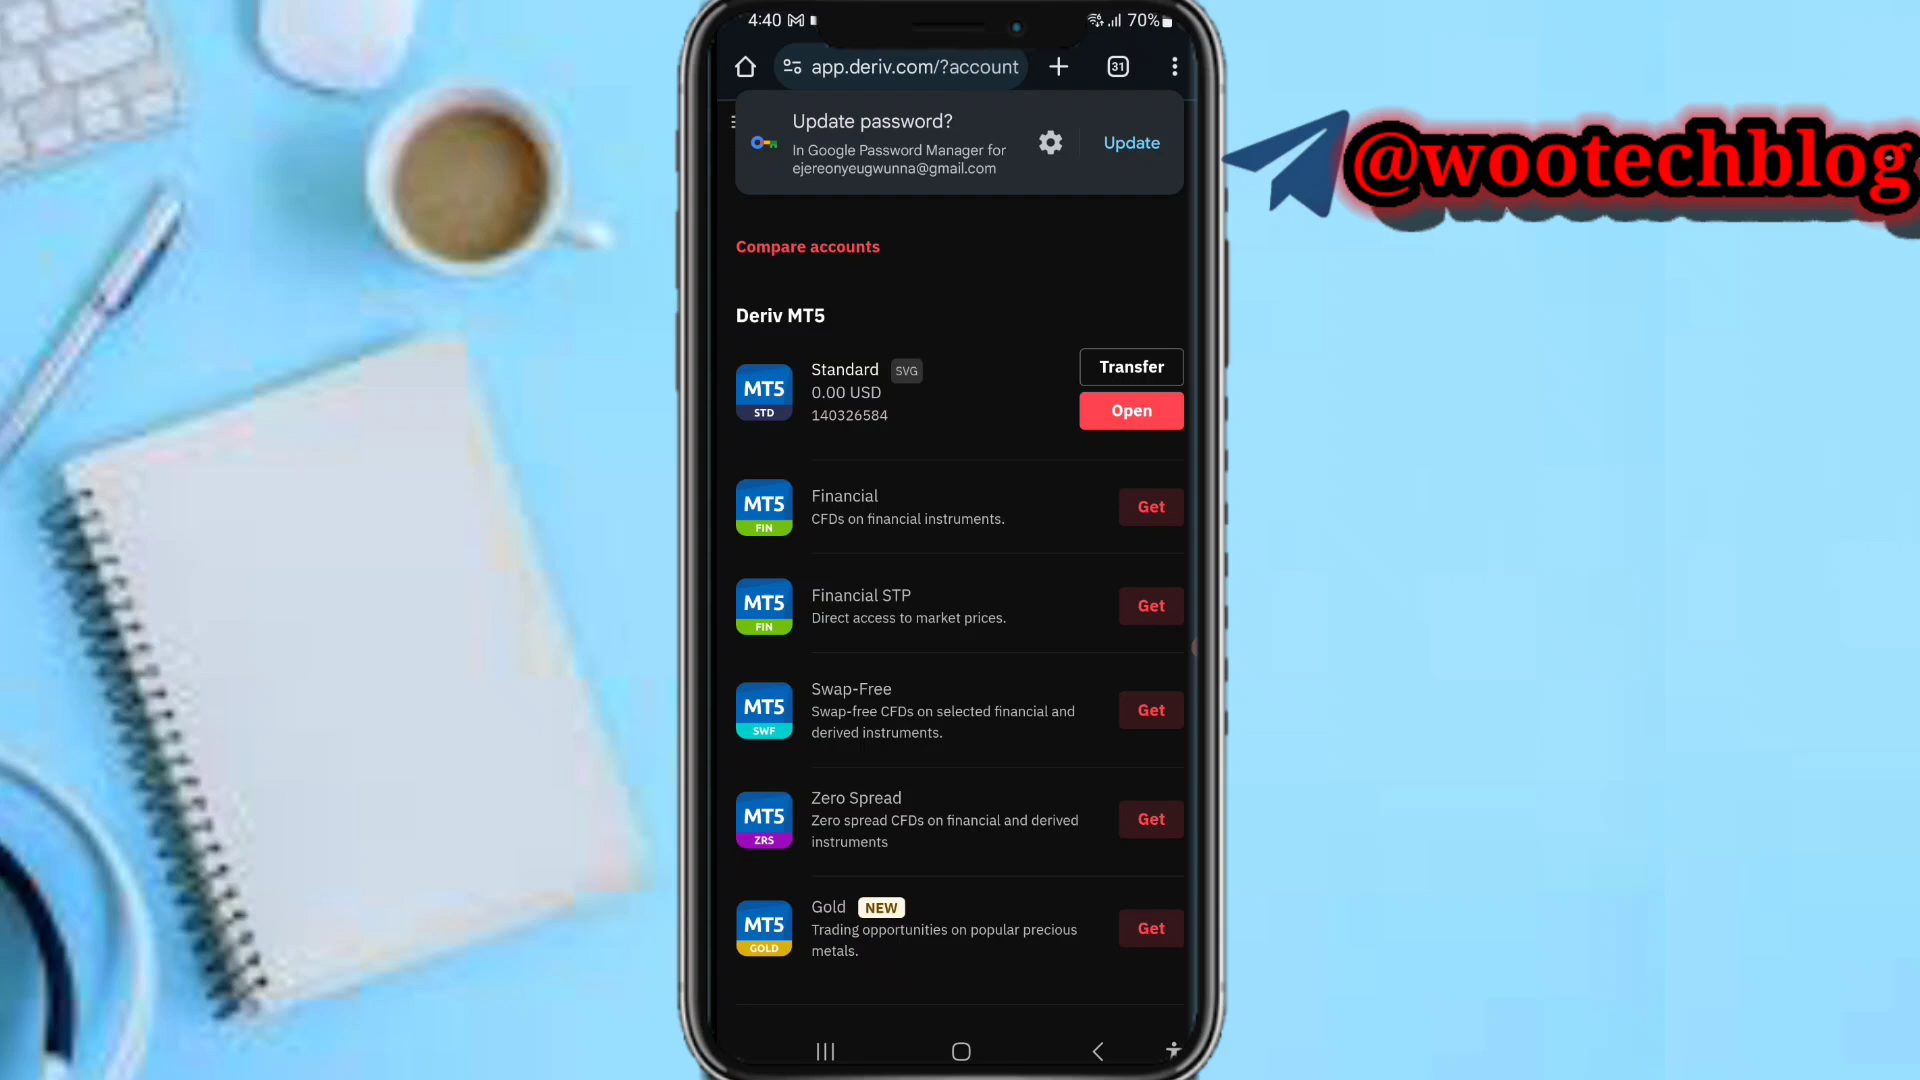 4:40
70%
app.deriv.com/?account
31
Update password?
In Google Password Manager for
ejereonyeugwunna@gmail.com
Update
@wootechblog
Compare accounts
Deriv MT5
MT5
STD
Standard SVG
0.00 USD
140326584
Transfer
Open
MT5
FIN
Financial
CFDs on financial instruments.
Get
MT5
FIN
Financial STP
Direct access to market prices.
Get
MT5
SWF
Swap-Free
Swap-free CFDs on selected financial and
derived instruments.
Get
MT5
ZRS
Zero Spread
Zero spread CFDs on financial and derived
instruments
Get
MT5
GOLD
Gold NEW
Trading opportunities on popular precious
metals.
Get